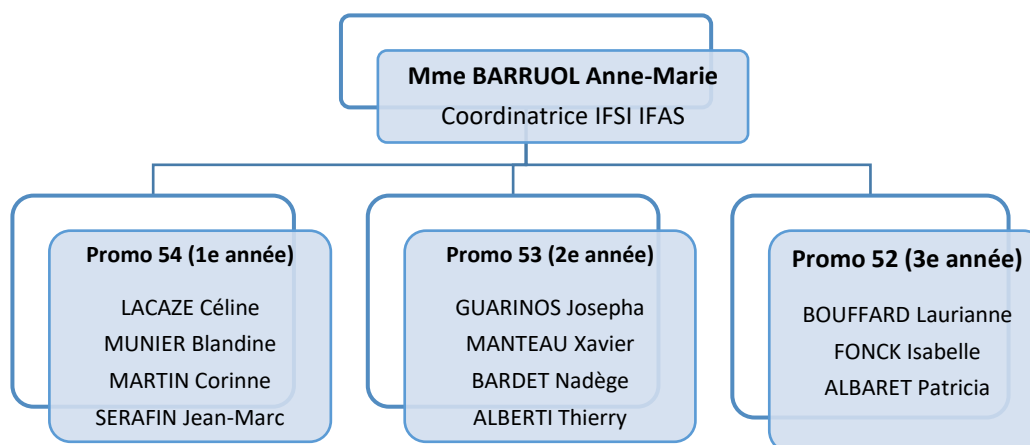 Mme BARRUOL Anne-Marie
Coordinatrice IFSI IFAS
Promo 54 (1e année)
LACAZE Céline
MUNIER Blandine
MARTIN Corinne
SERAFIN Jean-Marc
Promo 53 (2e année)
GUARINOS Josepha
MANTEAU Xavier
BARDET Nadège
ALBERTI Thierry
Promo 52 (3e année)
BOUFFARD Laurianne
FONCK Isabelle
ALBARET Patricia